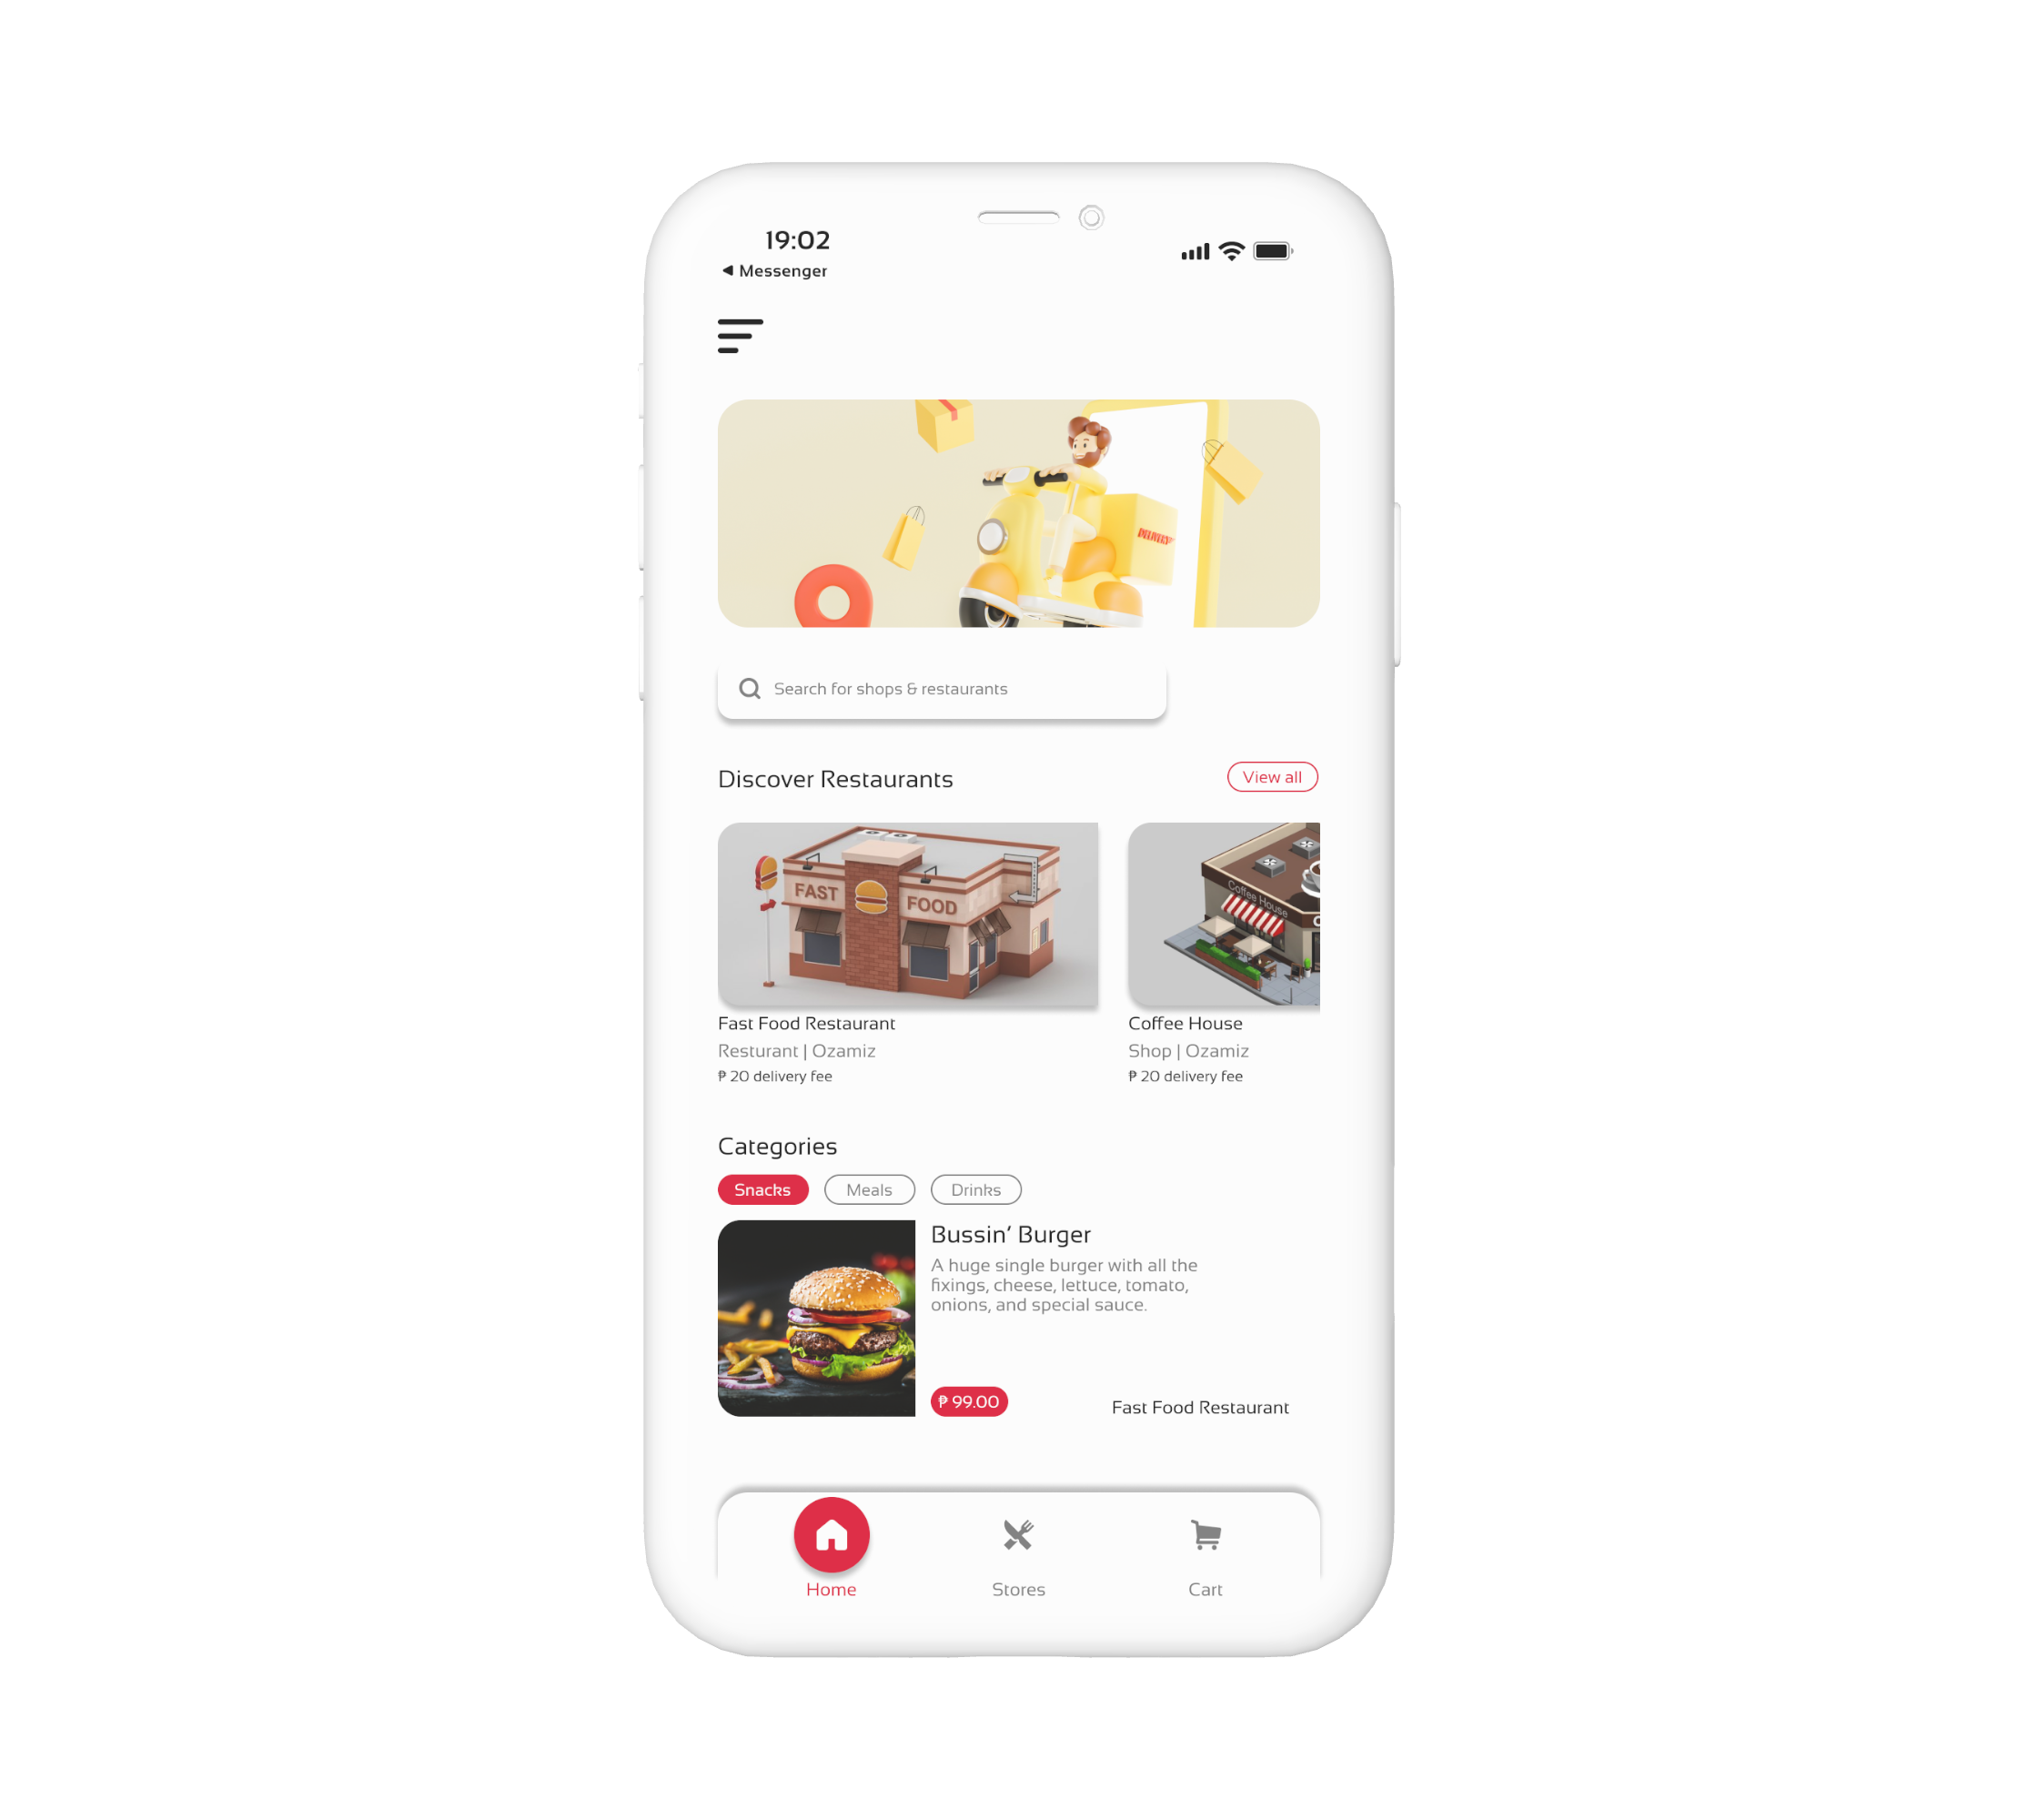 19:02
◀ Messenger
DELIVERY
Search for shops & restaurants
Discover Restaurants
View all
FAST FOOD
Coffee House
Fast Food Restaurant
Resturant | Ozamiz
₱ 20 delivery fee
Coffee House
Shop | Ozamiz
₱ 20 delivery fee
Categories
Snacks
Meals
Drinks
Bussin’ Burger
A huge single burger with all the
fixings, cheese, lettuce, tomato,
onions, and special sauce.
₱ 99.00
Fast Food Restaurant
Home
Stores
Cart